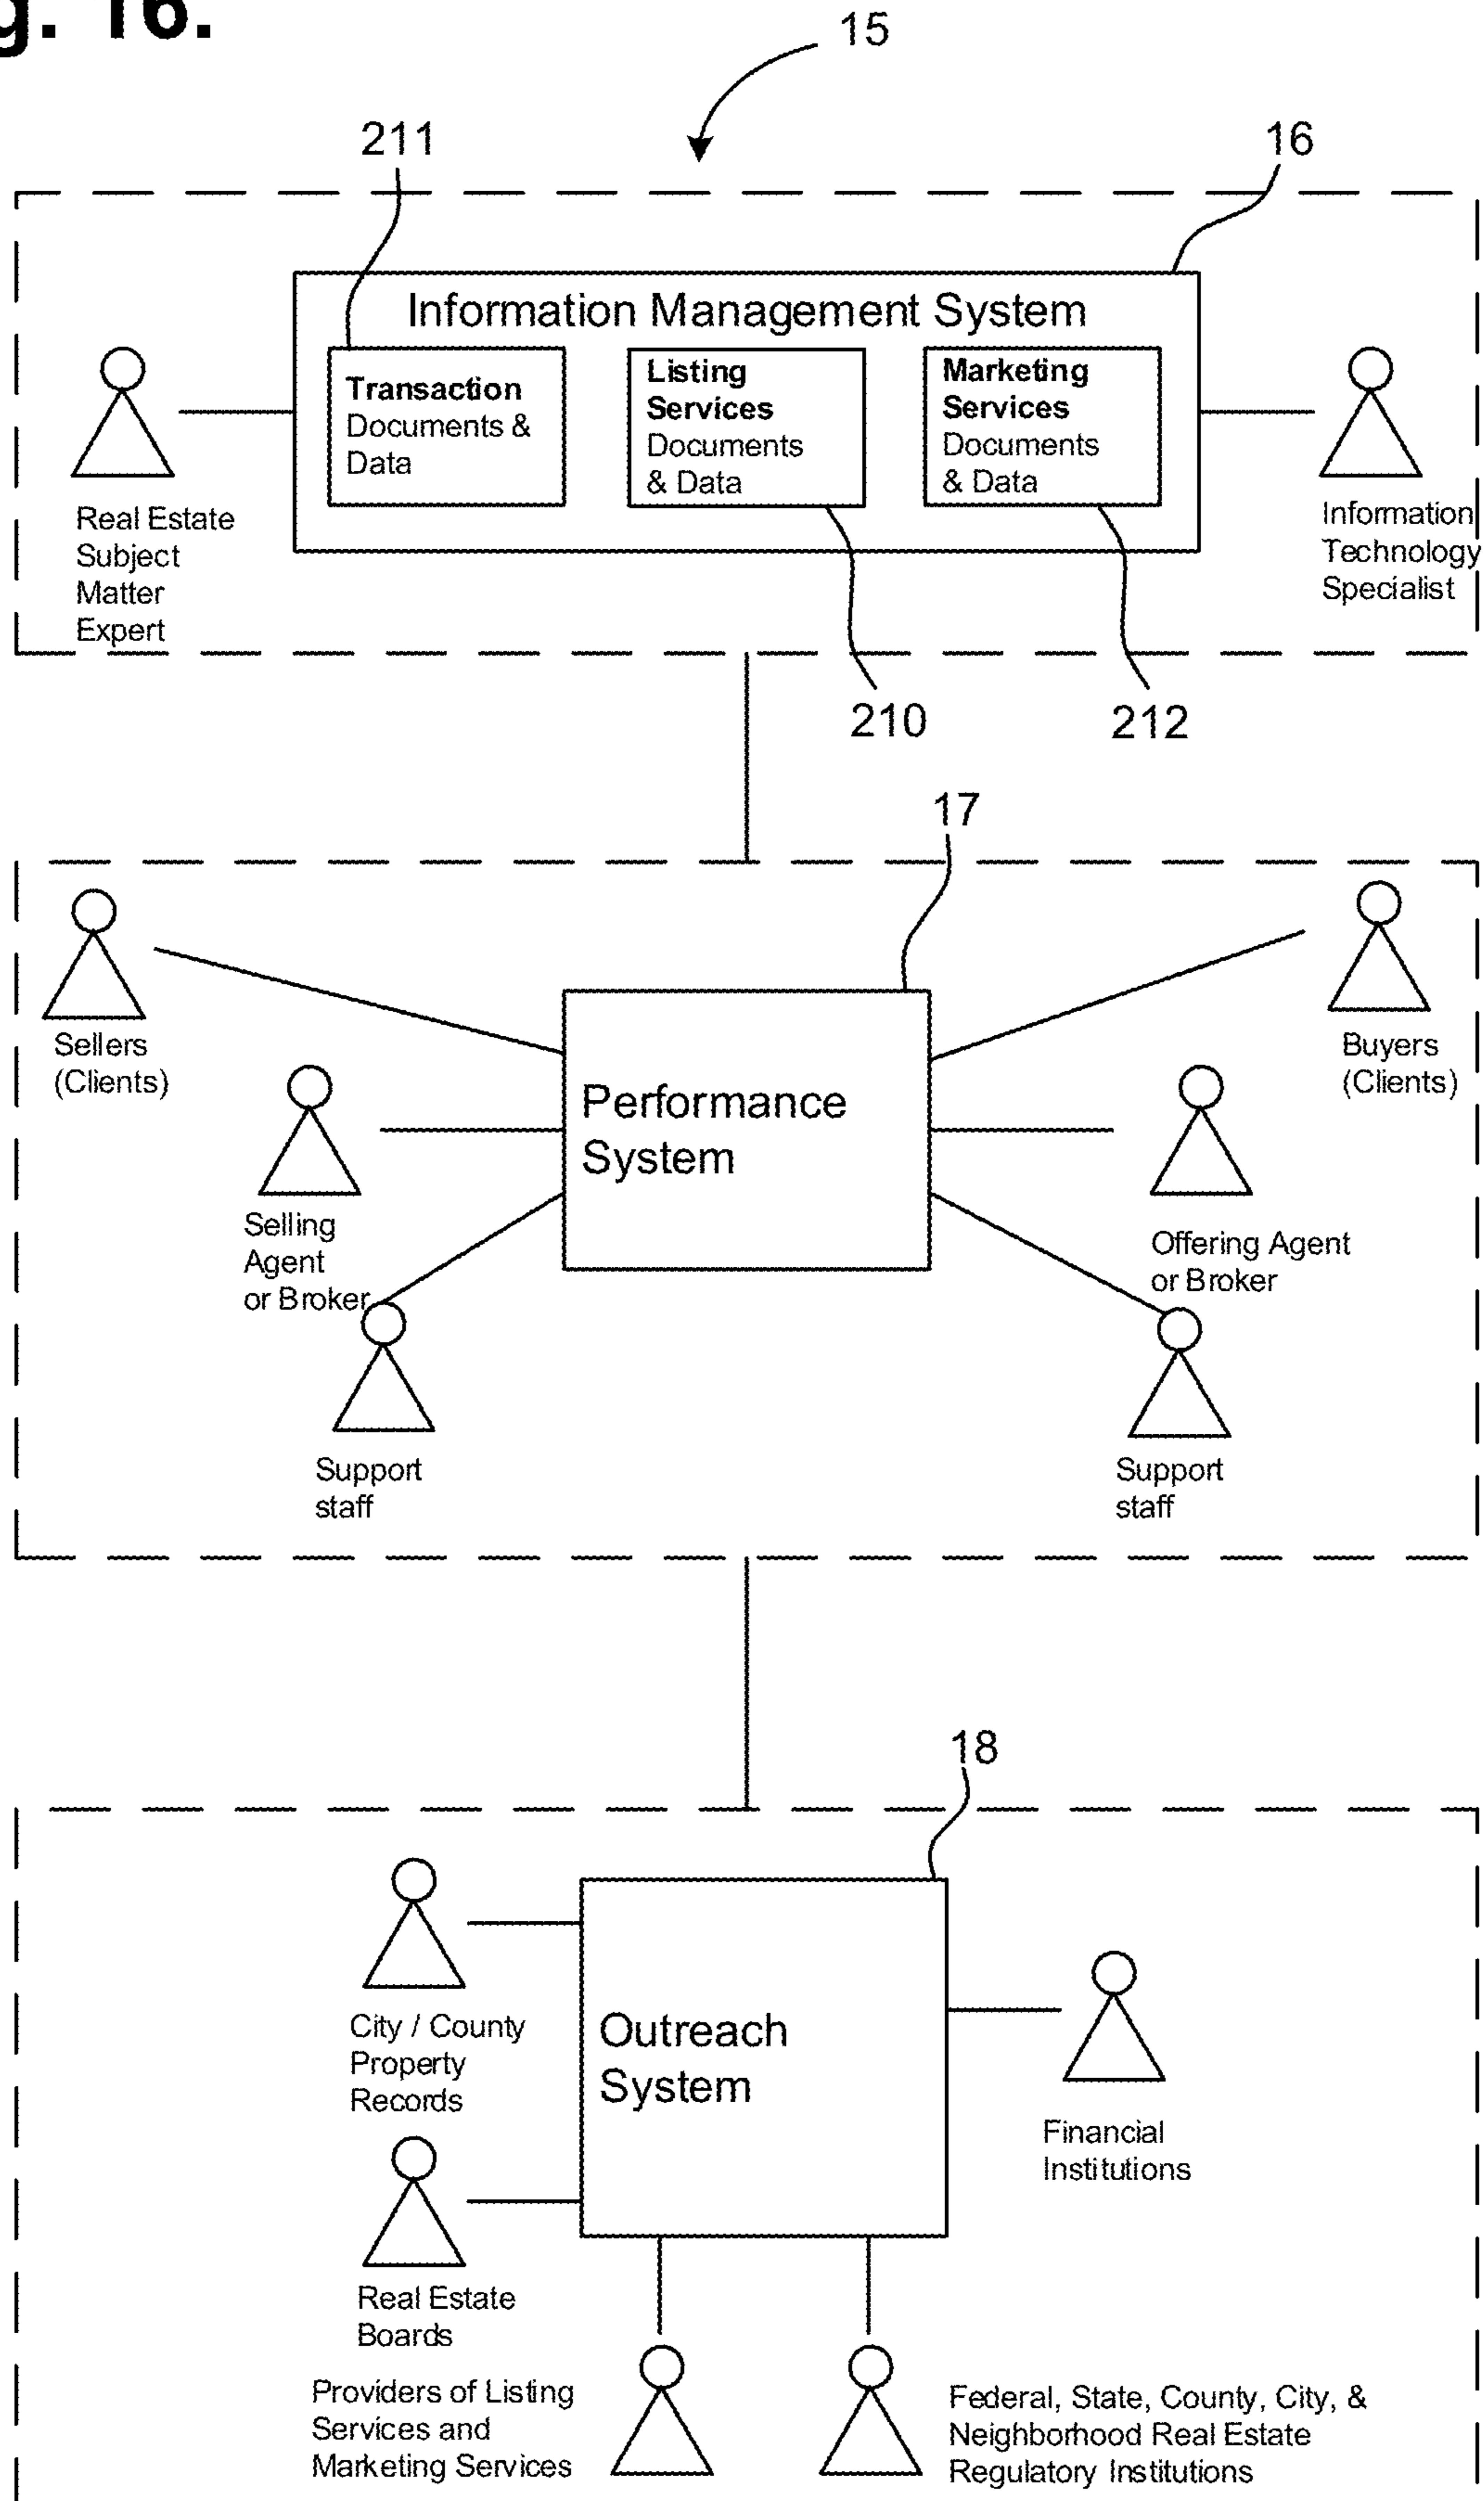 g. 16.
15
211
16
Information Management System
Transaction
Documents &
Data
Listing
Services
Documents
& Data
Marketing
Services
Documents
& Data
Real Estate
Subject
Matter
Expert
Information
Technology
Specialist
210
212
17
Sellers
(Clients)
Buyers
(Clients)
Performance
System
Selling
Agent
or Broker
Offering Agent
or Broker
Support
staff
Support
staff
18
City / County
Property
Records
Outreach
System
Financial
Institutions
Real Estate
Boards
Providers of Listing
Services and
Marketing Services
Federal, State, County, City, &
Neighborhood Real Estate
Regulatory Institutions